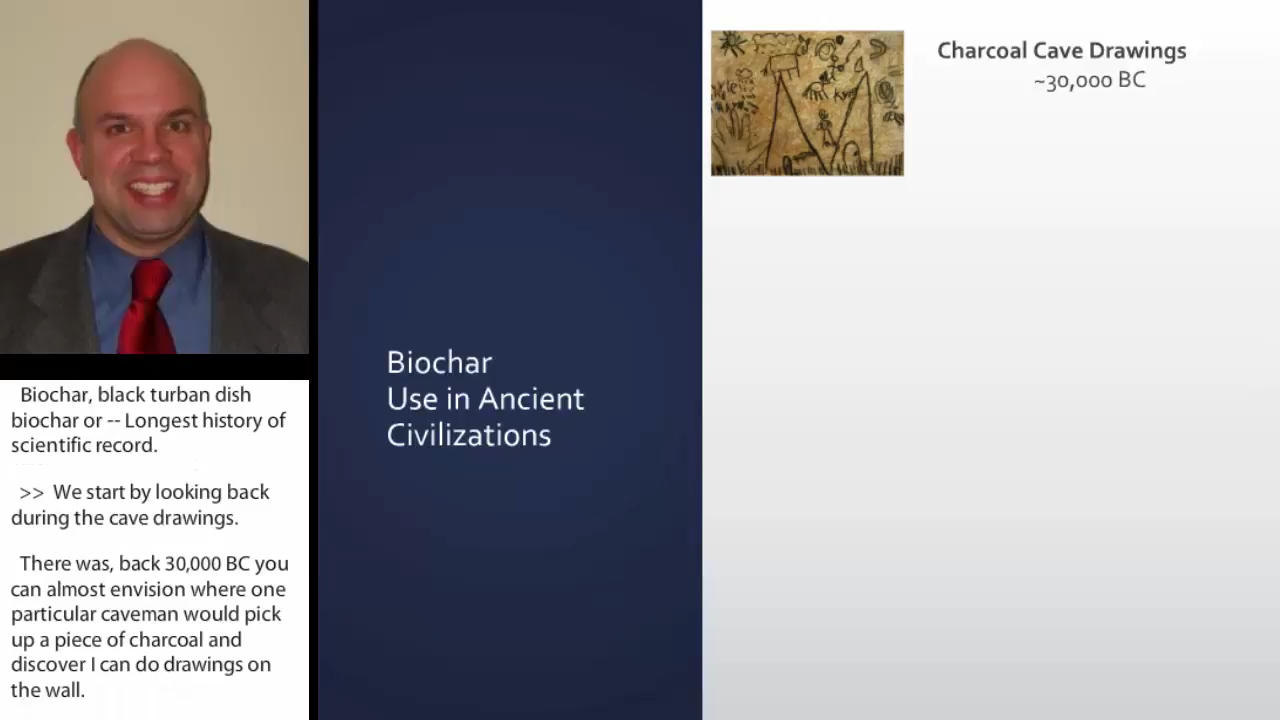 Charcoal Cave Drawings
~30,000 BC
Biochar
Use in Ancient
Civilizations
Biochar, black turban dish
biochar or -- Longest history of
scientific record.
>> We start by looking back
during the cave drawings.
There was, back 30,000 BC you
can almost envision where one
particular caveman would pick
up a piece of charcoal and
discover I can do drawings on
the wall.